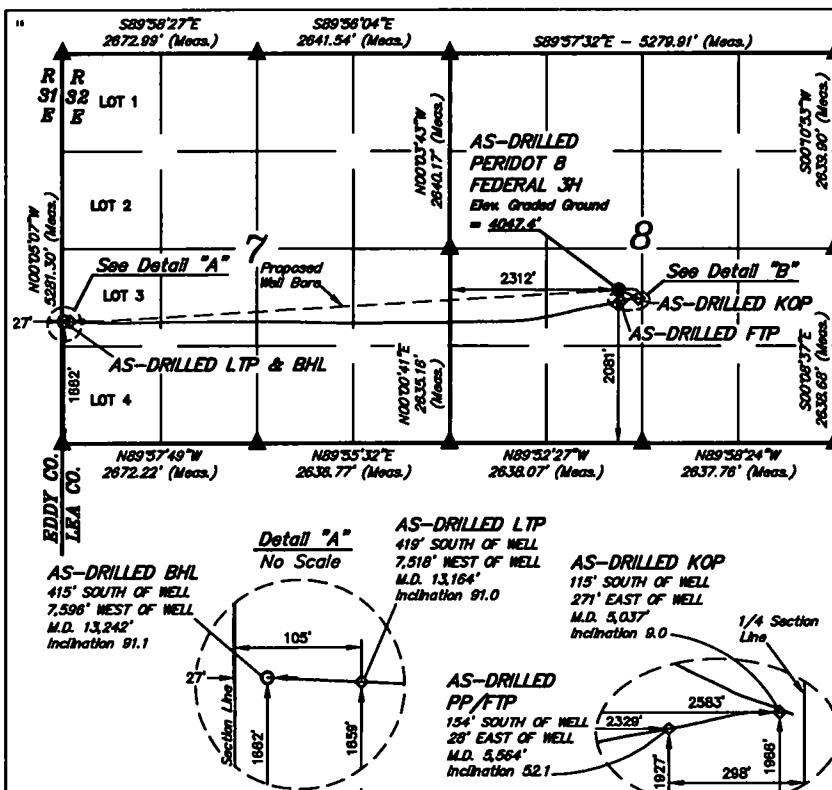 "
S89°58'27"E
2672.99' (Meas.)
S89°56'04"E
2641.54' (Meas.)
S89°57'32"E – 5279.91' (Meas.)
R R
31 32
E E
LOT 1
LOT 2
LOT 3
LOT 4
N00°05'07"W
5281.30' (Meas.)
N00°03'43"W
2640.17' (Meas.)
S00°10'53"W
2639.90' (Meas.)
AS-DRILLED
PERIDOT 8
FEDERAL 3H
Elev. Graded Ground
= 4047.4'
7
8
See Detail "A"
Proposed
Well Bore
2312'
See Detail "B"
AS-DRILLED KOP
AS-DRILLED FTP
27'
AS-DRILLED LTP & BHL
1682'
2081'
N00°00'41"E
2635.18' (Meas.)
S00°08'37"E
2638.68' (Meas.)
N89°57'49"W
2672.22' (Meas.)
N89°55'32"E
2638.77' (Meas.)
N89°52'27"W
2638.07' (Meas.)
N89°58'24"W
2637.76' (Meas.)
EDDY CO.
LEA CO.
AS-DRILLED BHL
415' SOUTH OF WELL
7,596' WEST OF WELL
M.D. 13,242'
Inclination 91.1
Detail "A"
No Scale
105'
27'
Section Line
1682'
1659'
AS-DRILLED LTP
419' SOUTH OF WELL
7,518' WEST OF WELL
M.D. 13,164'
Inclination 91.0
AS-DRILLED KOP
115' SOUTH OF WELL
271' EAST OF WELL
M.D. 5,037'
Inclination 9.0
1/4 Section
Line
AS-DRILLED
PP/FTP
154' SOUTH OF WELL
28' EAST OF WELL
M.D. 5,564'
Inclination 52.1
2583'
2329'
1927'
298'
1966'